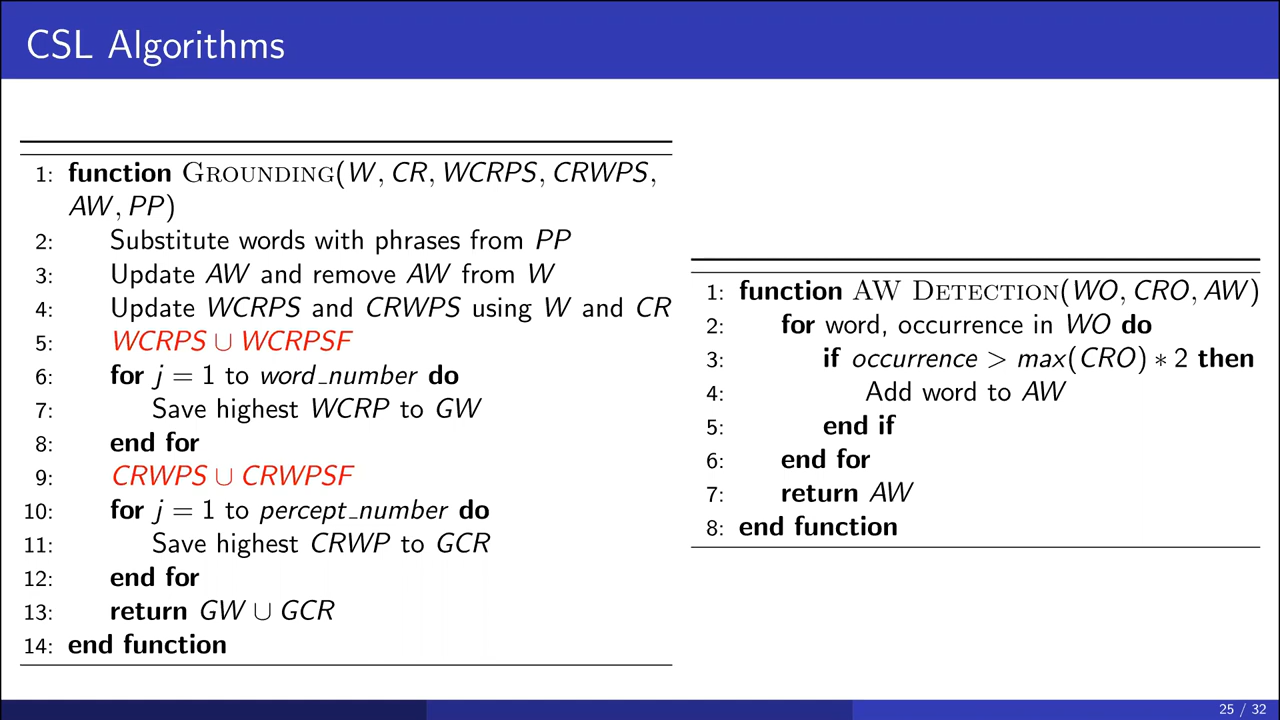 CSL Algorithms
1: function GROUNDING(W, CR, WCRPS, CRWPS,
AW, PP)
2: Substitute words with phrases from PP
3: Update AW and remove AW from W
4: Update WCRPS and CRWPS using W and CR
5: WCRPS ∪ WCRPSF
6: for j = 1 to word_number do
7: Save highest WCRP to GW
8: end for
9: CRWPS ∪ CRWPSF
10: for j = 1 to percept_number do
11: Save highest CRWP to GCR
12: end for
13: return GW ∪ GCR
14: end function
1: function AW DETECTION(WO, CRO, AW)
2: for word, occurrence in WO do
3: if occurrence > max(CRO) ∗ 2 then
4: Add word to AW
5: end if
6: end for
7: return AW
8: end function
25 / 32